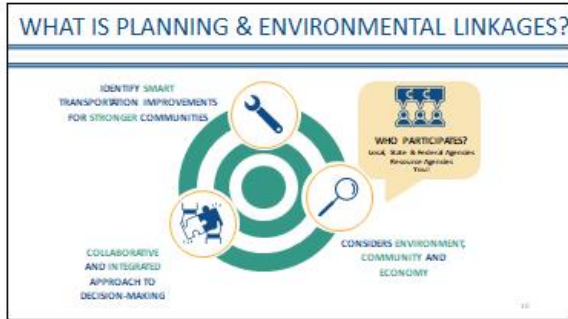 WHAT IS PLANNING & ENVIRONMENTAL LINKAGES?
IDENTIFY SMART
TRANSPORTATION IMPROVEMENTS
FOR STRONGER COMMUNITIES
WHO PARTICIPATES?
Local, State & Federal Agencies
Resource Agencies
You!
CONSIDERS ENVIRONMENT,
COMMUNITY AND
ECONOMY
COLLABORATIVE
AND INTEGRATED
APPROACH TO
DECISION-MAKING